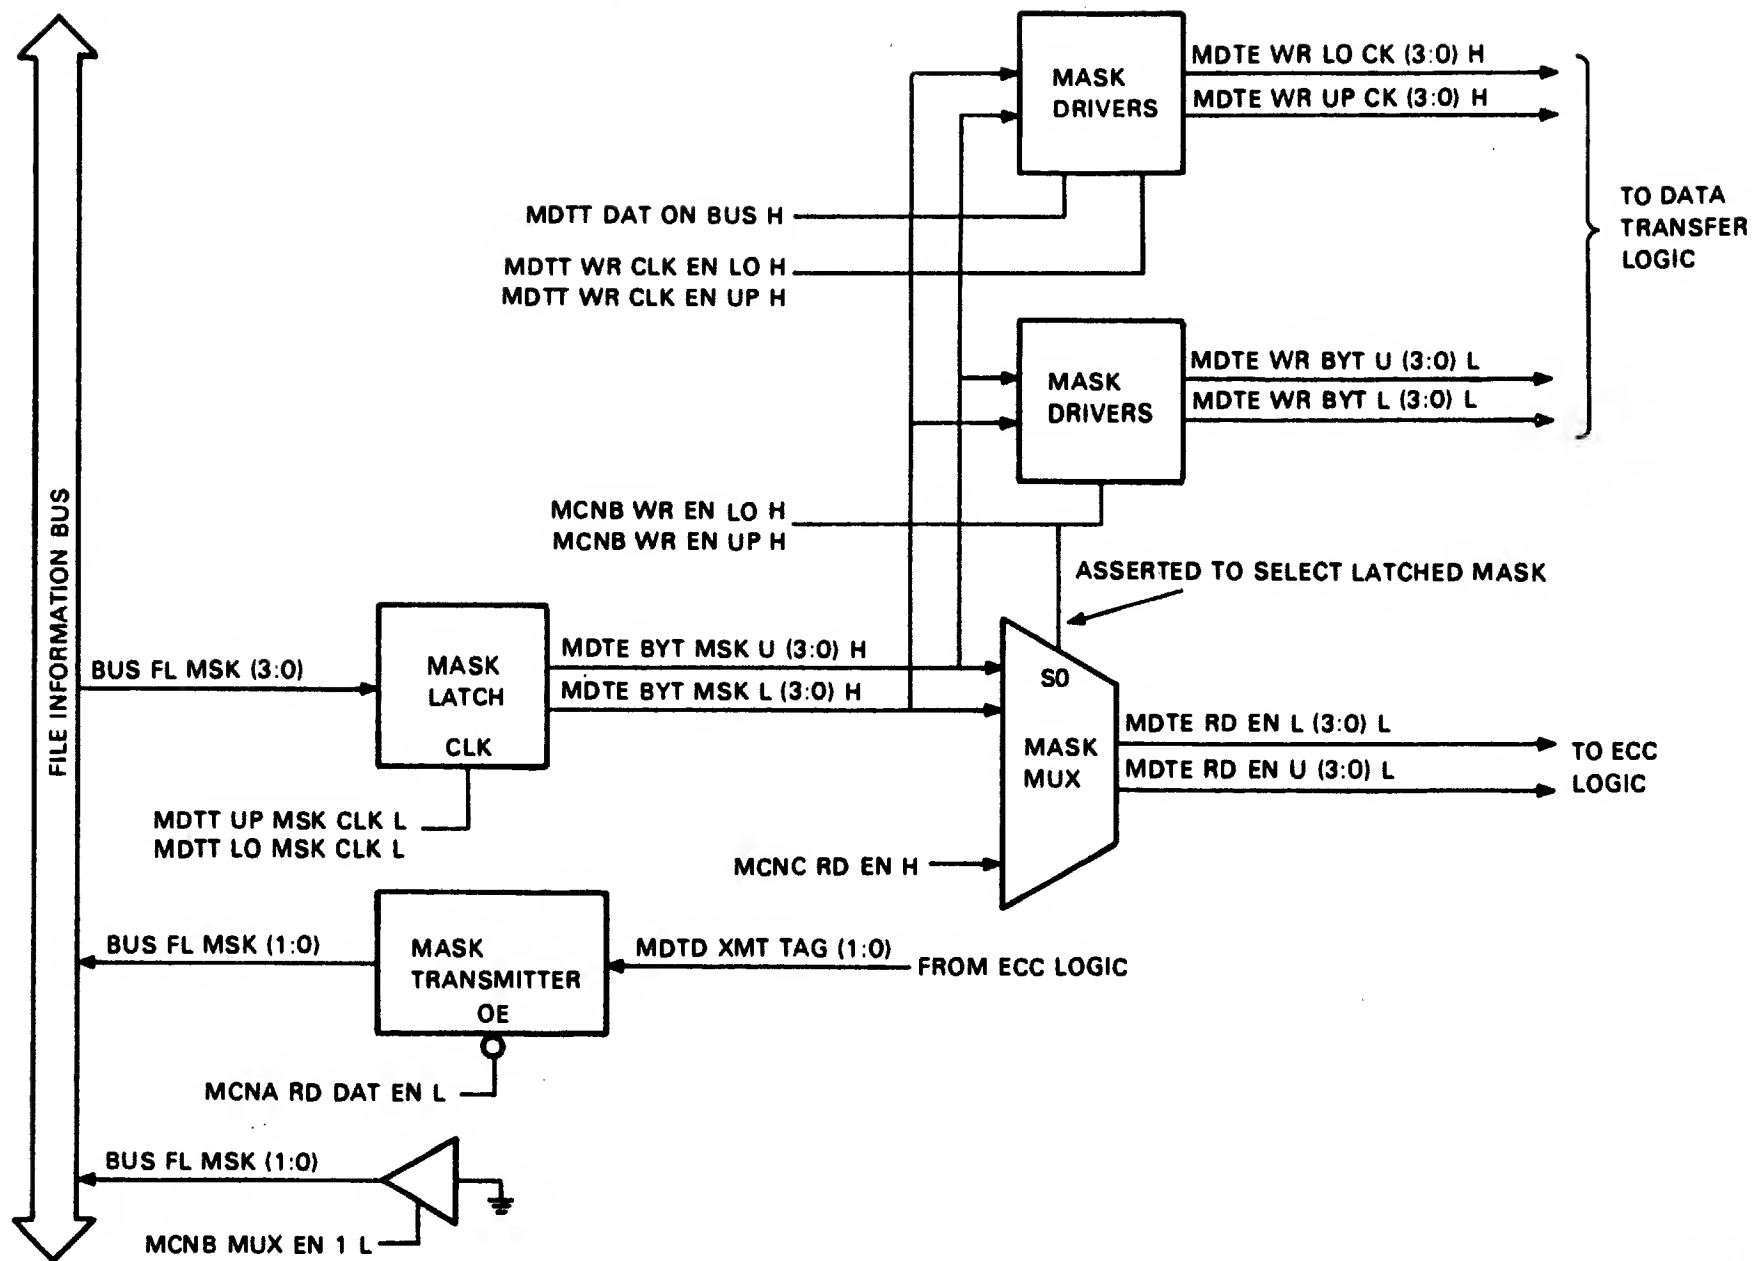 MASK
DRIVERS
MDTE WR LO CK (3:0) H
MDTE WR UP CK (3:0) H
TO DATA
TRANSFER
LOGIC
MDTT DAT ON BUS H
MDTT WR CLK EN LO H
MDTT WR CLK EN UP H
MASK
DRIVERS
MDTE WR BYT U (3:0) L
MDTE WR BYT L (3:0) L
MCNB WR EN LO H
MCNB WR EN UP H
ASSERTED TO SELECT LATCHED MASK
FILE INFORMATION BUS
BUS FL MSK (3:0)
MASK
LATCH
CLK
MDTE BYT MSK U (3:0) H
MDTE BYT MSK L (3:0) H
S0
MASK
MUX
MDTE RD EN L (3:0) L
MDTE RD EN U (3:0) L
TO ECC
LOGIC
MDTT UP MSK CLK L
MDTT LO MSK CLK L
MCNC RD EN H
BUS FL MSK (1:0)
MASK
TRANSMITTER
OE
MDTD XMT TAG (1:0)
FROM ECC LOGIC
MCNA RD DAT EN L
BUS FL MSK (1:0)
MCNB MUX EN 1 L